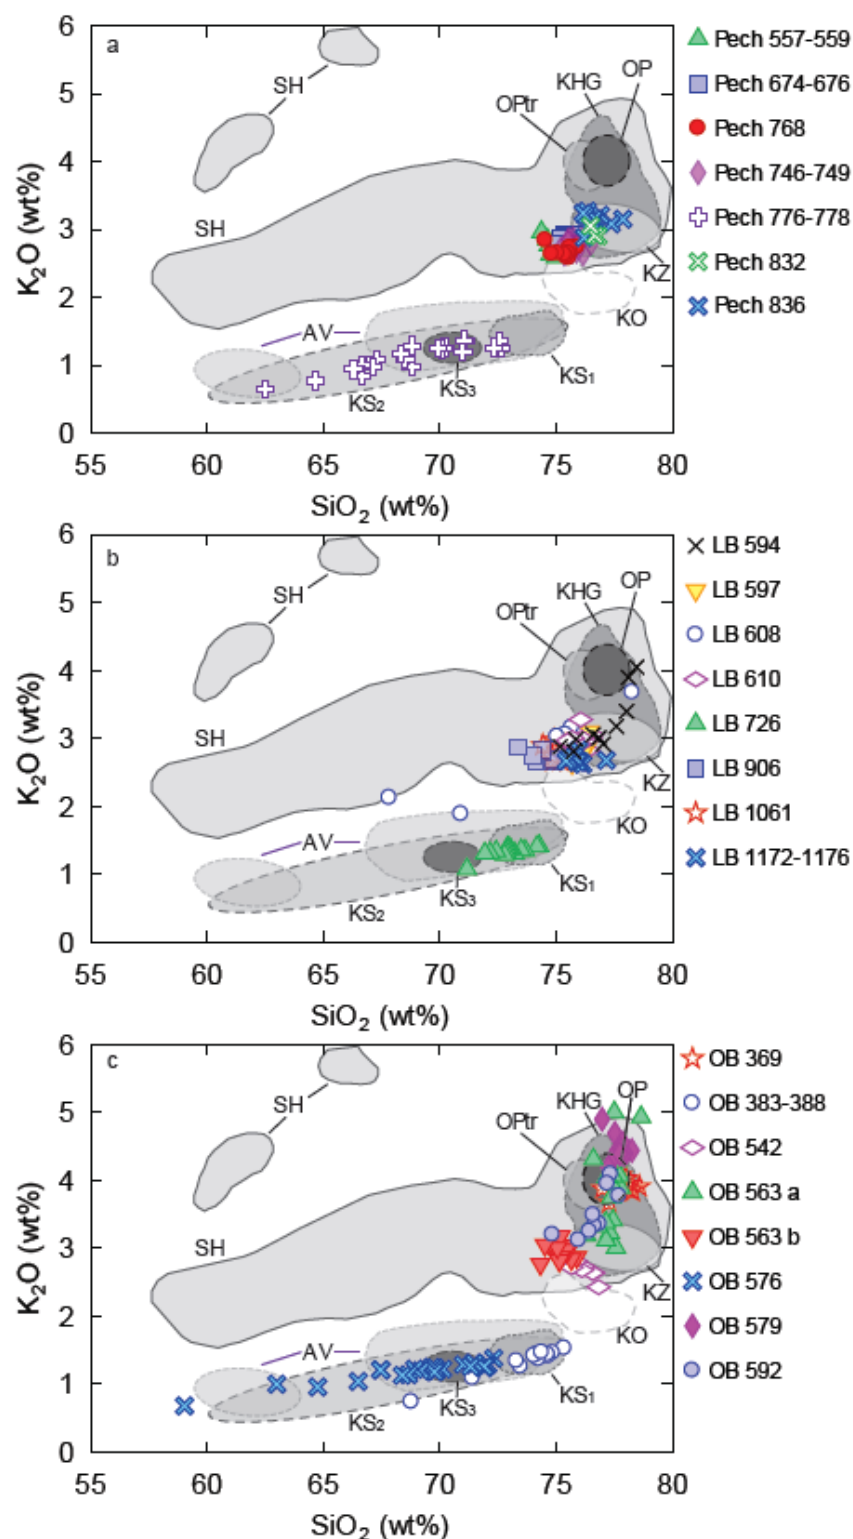 a
6
5
4
3
2
1
0
K2O (wt%)
55 60 65 70 75 80
SiO2 (wt%)
SH
SH
OPtr
KHG
OP
KZ
KO
AV
KS1
KS2
KS3
Pech 557-559
Pech 674-676
Pech 768
Pech 746-749
Pech 776-778
Pech 832
Pech 836
b
6
5
4
3
2
1
0
K2O (wt%)
55 60 65 70 75 80
SiO2 (wt%)
SH
SH
OPtr
KHG
OP
KZ
KO
AV
KS1
KS2
KS3
LB 594
LB 597
LB 608
LB 610
LB 726
LB 906
LB 1061
LB 1172-1176
c
6
5
4
3
2
1
0
K2O (wt%)
55 60 65 70 75 80
SiO2 (wt%)
SH
SH
OPtr
KHG
OP
KZ
KO
AV
KS1
KS2
KS3
OB 369
OB 383-388
OB 542
OB 563 a
OB 563 b
OB 576
OB 579
OB 592